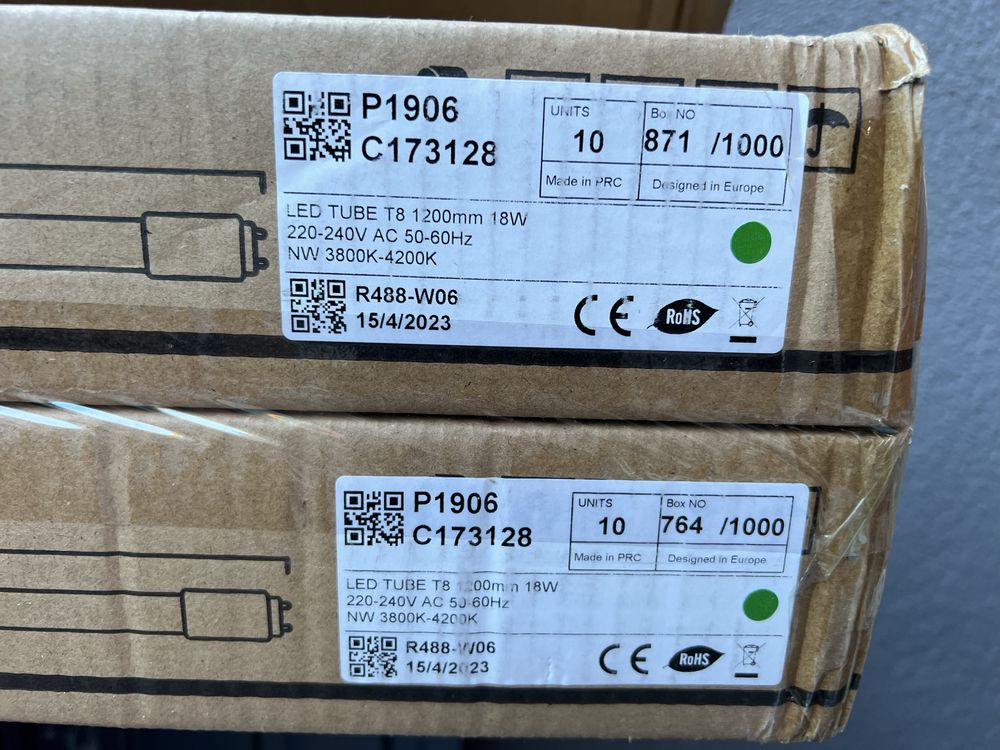 P1906
C173128
UNITS
10
Box NO
871 /1000
Made in PRC
Designed in Europe
LED TUBE T8 1200mm 18W
220-240V AC 50-60Hz
NW 3800K-4200K
R488-W06
15/4/2023
CE
RoHS
P1906
C173128
UNITS
10
Box NO
764 /1000
Made in PRC
Designed in Europe
LED TUBE T8 1200mm 18W
220-240V AC 50-60Hz
NW 3800K-4200K
R488-W06
15/4/2023
CE
RoHS